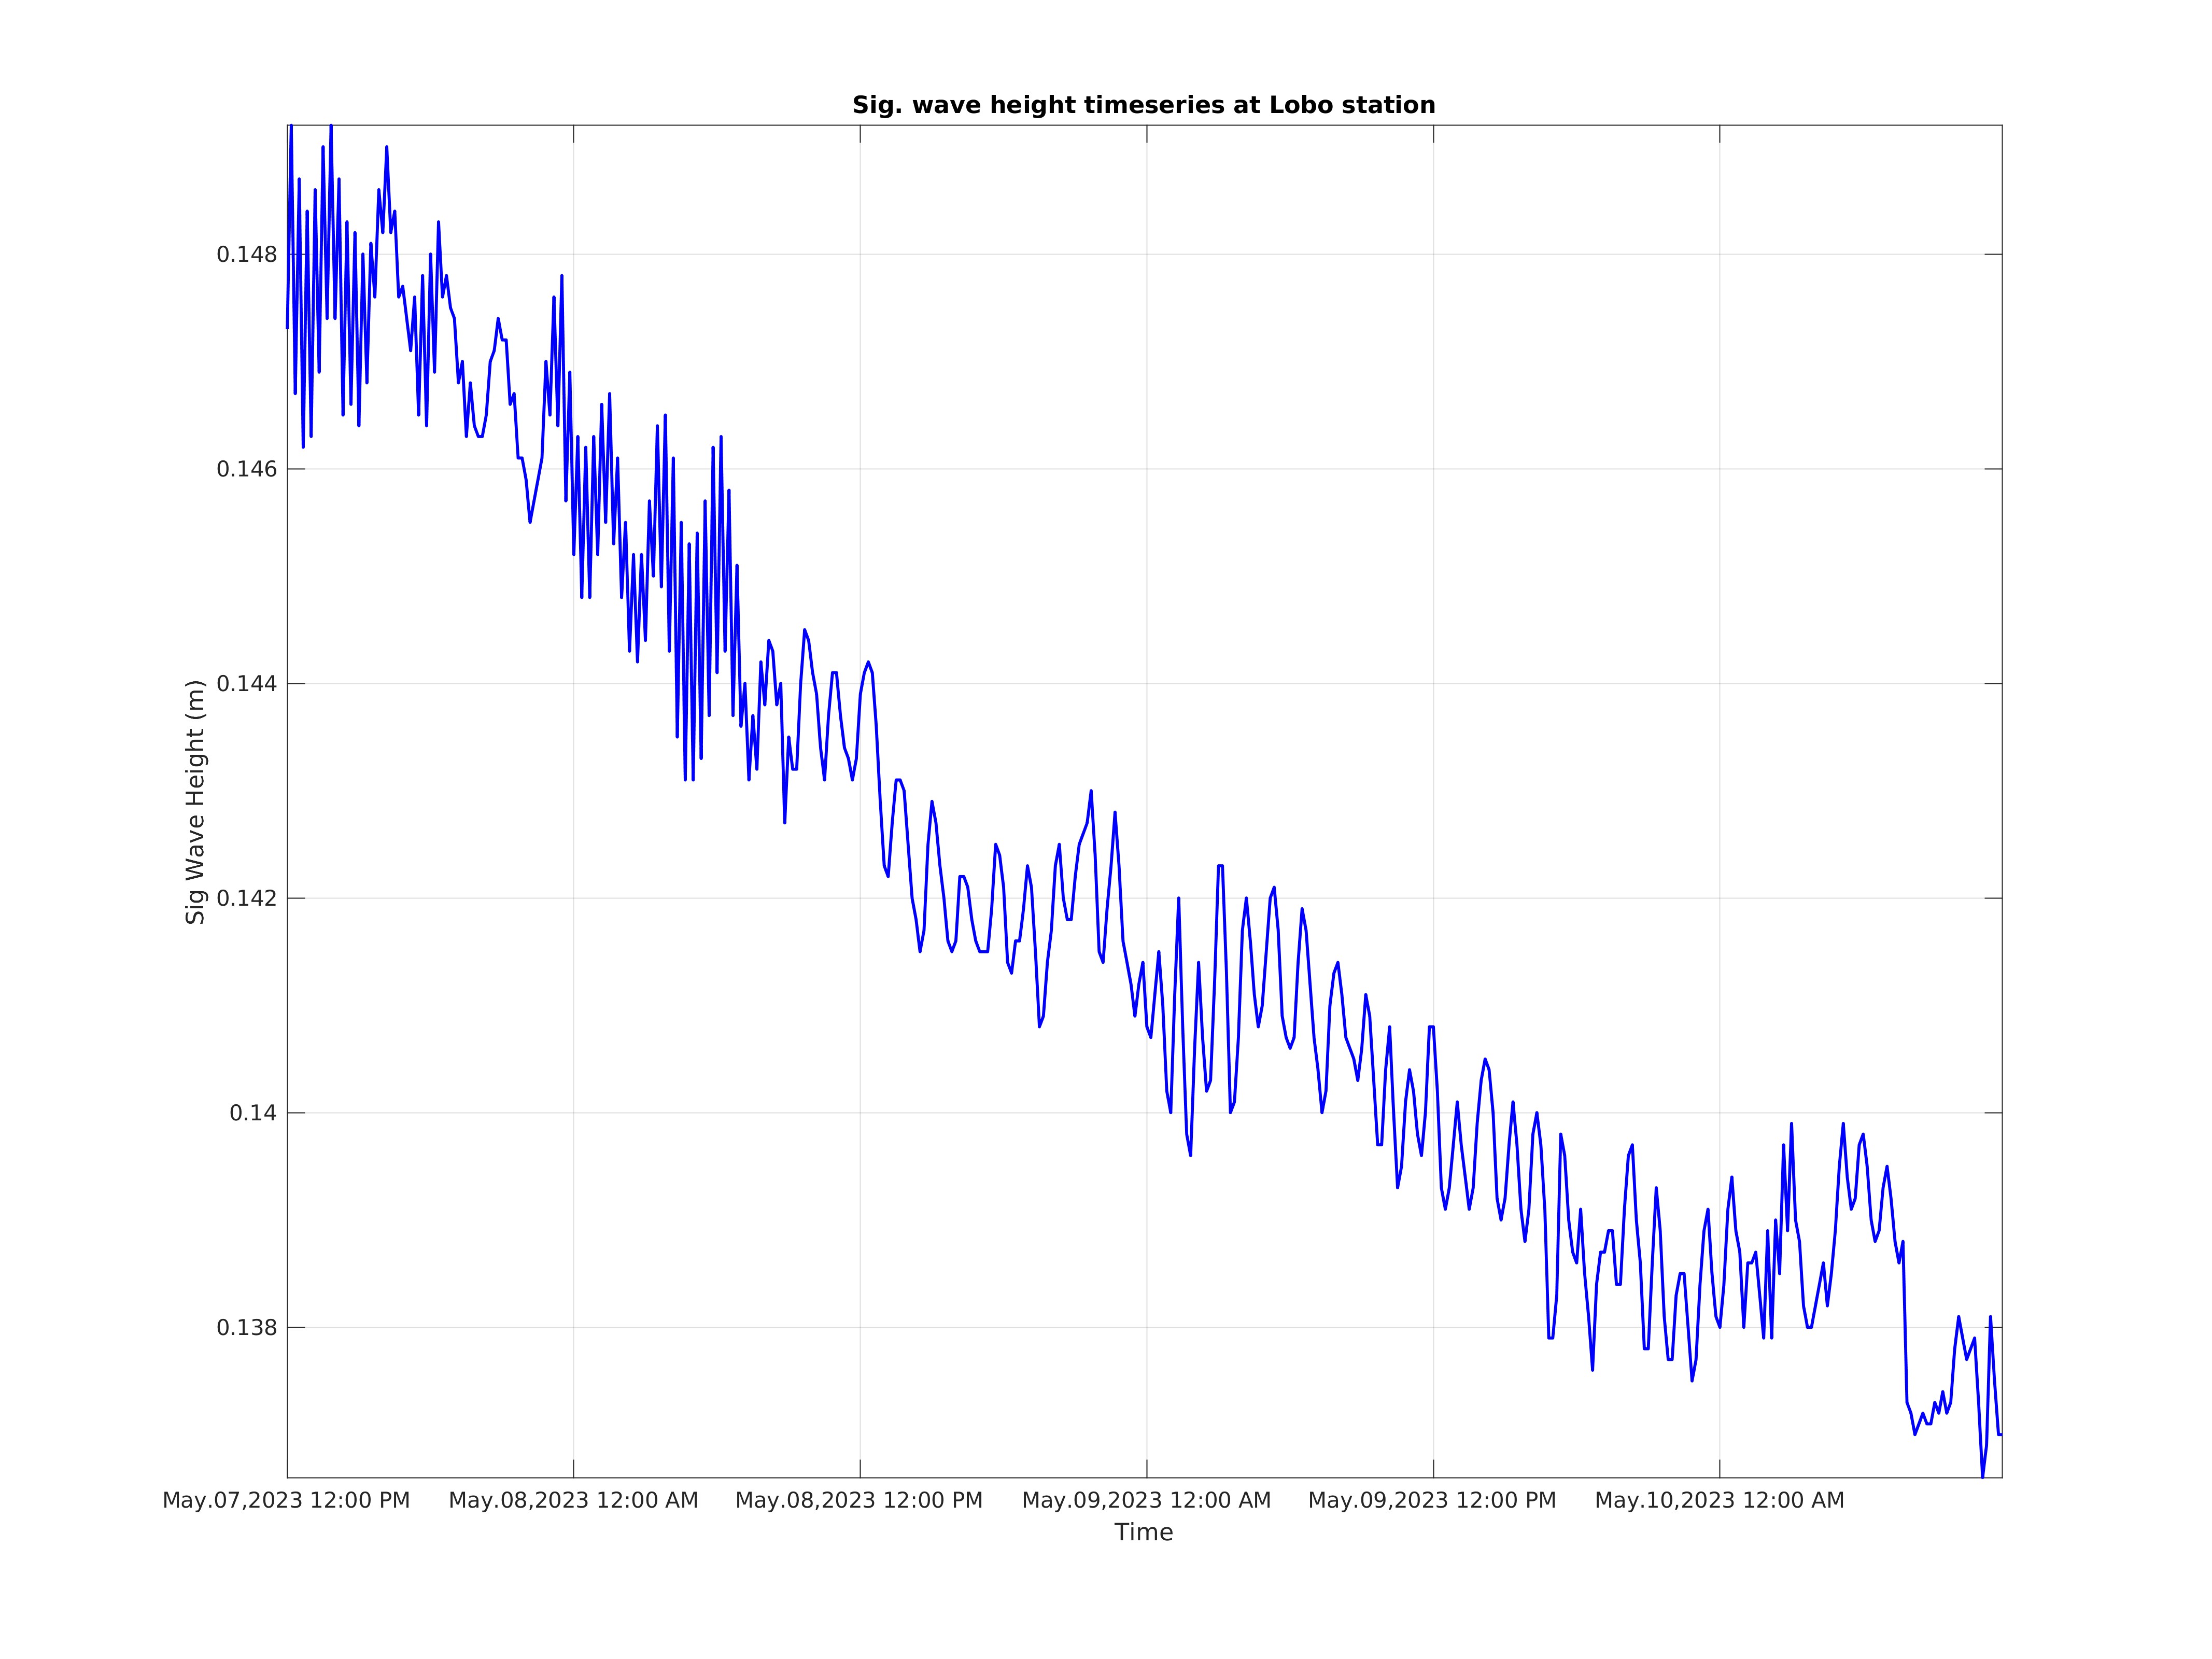 Sig. wave height timeseries at Lobo station
0.148
0.146
0.144
0.142
0.14
0.138
Sig Wave Height (m)
May.07,2023 12:00 PM
May.08,2023 12:00 AM
May.08,2023 12:00 PM
May.09,2023 12:00 AM
May.09,2023 12:00 PM
May.10,2023 12:00 AM
Time